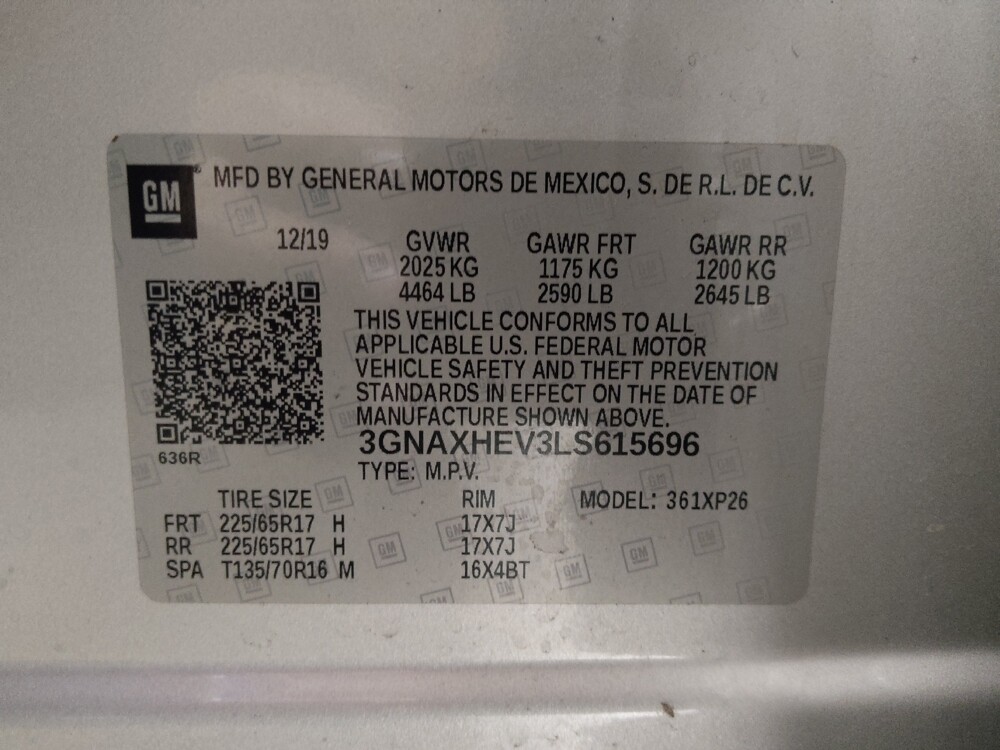 GM MFD BY GENERAL MOTORS DE MEXICO, S. DE R.L. DE C.V.
12/19 GVWR GAWR FRT GAWR RR
2025 KG 1175 KG 1200 KG
4464 LB 2590 LB 2645 LB
THIS VEHICLE CONFORMS TO ALL
APPLICABLE U.S. FEDERAL MOTOR
VEHICLE SAFETY AND THEFT PREVENTION
STANDARDS IN EFFECT ON THE DATE OF
MANUFACTURE SHOWN ABOVE.
3GNAXHEV3LS615696
636R
TYPE: M.P.V.
TIRE SIZE RIM MODEL: 361XP26
FRT 225/65R17 H 17X7J
RR 225/65R17 H 17X7J
SPA T135/70R16 M 16X4BT